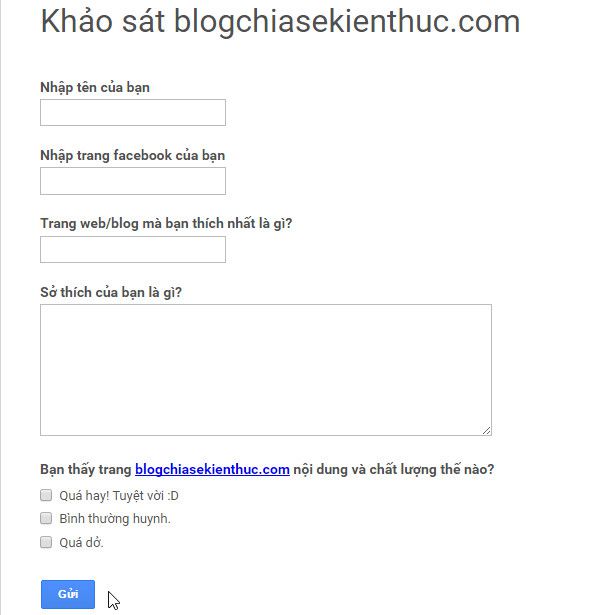 Khảo sát blogchiasekienthuc.com
Nhập tên của bạn
Nhập trang facebook của bạn
Trang web/blog mà bạn thích nhất là gì?
Sở thích của bạn là gì?
Bạn thấy trang blogchiasekienthuc.com nội dung và chất lượng thế nào?
Quá hay! Tuyệt vời :D
Bình thường huynh.
Quá dở.
Gửi